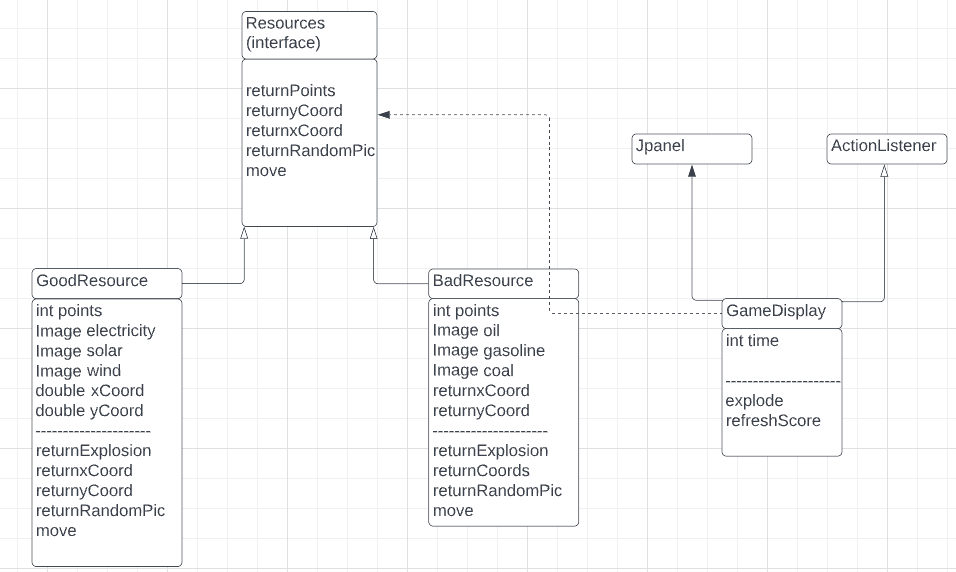 Resources
(interface)
returnPoints
returnyCoord
returnxCoord
returnRandomPic
move
Jpanel
ActionListener
GoodResource
int points
Image electricity
Image solar
Image wind
double xCoord
double yCoord
---------------------
returnExplosion
returnxCoord
returnyCoord
returnRandomPic
move
BadResource
int points
Image oil
Image gasoline
Image coal
returnxCoord
returnyCoord
---------------------
returnExplosion
returnCoords
returnRandomPic
move
GameDisplay
int time
---------------------
explode
refreshScore